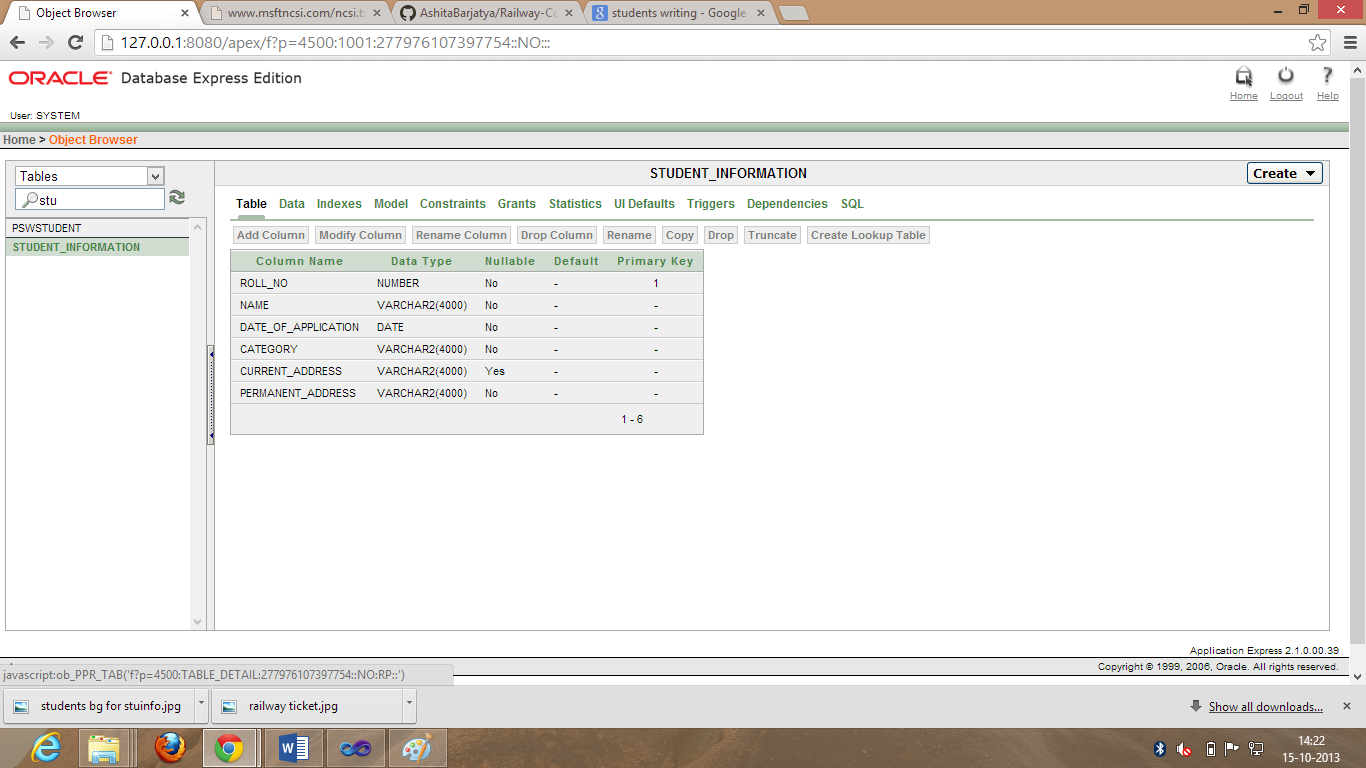 Object Browser
www.msftncsi.com/ncsi.t
AshitaBarjatya/Railway-Co
students writing - Google
127.0.0.1:8080/apex/f?p=4500:1001:277976107397754::NO:::
ORACLE Database Express Edition
Home Logout Help
User: SYSTEM
Home > Object Browser
Tables
stu
PSWSTUDENT
STUDENT_INFORMATION
STUDENT_INFORMATION
Create
Table Data Indexes Model Constraints Grants Statistics UI Defaults Triggers Dependencies SQL
Add Column Modify Column Rename Column Drop Column Rename Copy Drop Truncate Create Lookup Table
Column Name Data Type Nullable Default Primary Key
ROLL_NO NUMBER No - 1
NAME VARCHAR2(4000) No - -
DATE_OF_APPLICATION DATE No - -
CATEGORY VARCHAR2(4000) No - -
CURRENT_ADDRESS VARCHAR2(4000) Yes - -
PERMANENT_ADDRESS VARCHAR2(4000) No - -
1 - 6
Application Express 2.1.0.00.39
Copyright © 1999, 2006, Oracle. All rights reserved.
javascript:ob_PPR_TAB('f?p=4500:TABLE_DETAIL:277976107397754::NO:RP::')
students bg for stuinfo.jpg
railway ticket.jpg
Show all downloads...
14:22
15-10-2013